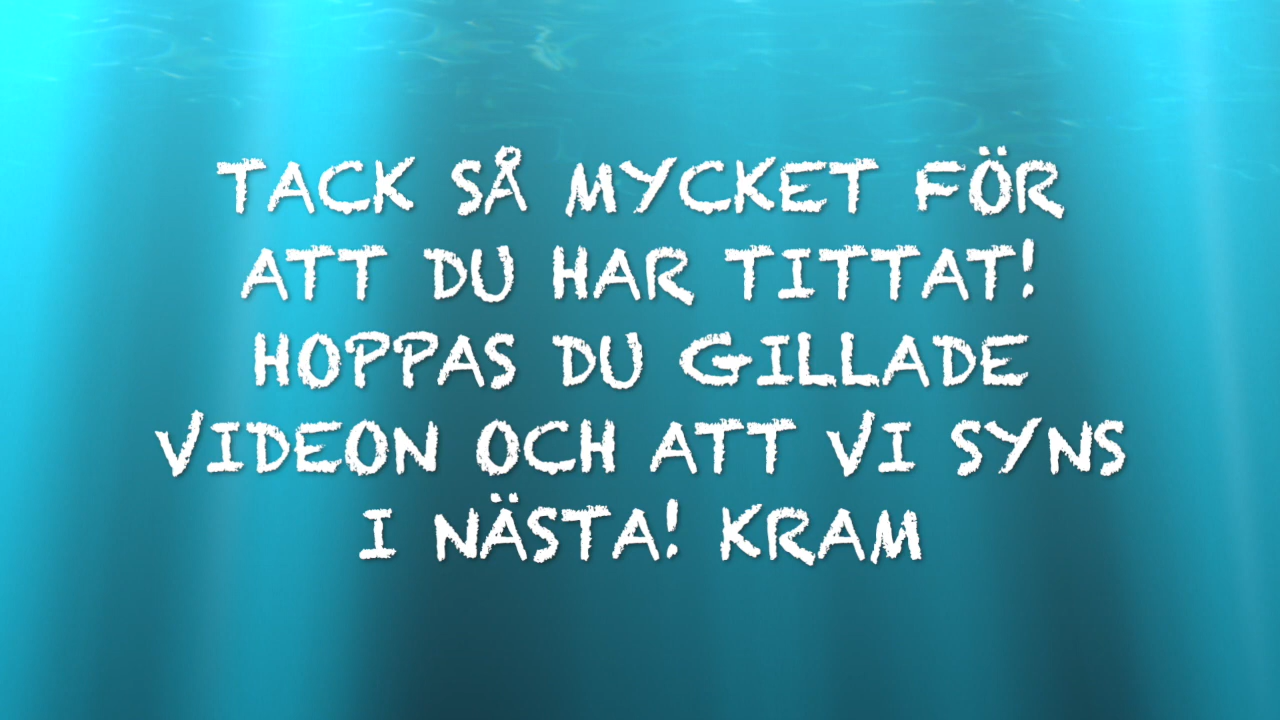 TACK SÅ MYCKET FÖR
ATT DU HAR TITTAT!
HOPPAS DU GILLADE
VIDEON OCH ATT VI SYNS
I NÄSTA! KRAM